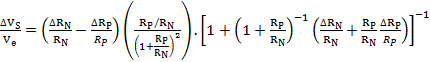 ΔV_S/V_e = (ΔR_N/R_N − ΔR_P/R_P) ( (R_P/R_N) / (1 + R_P/R_N)^2 ) . [1 + (1 + R_P/R_N)^−1 (ΔR_N/R_N + R_P/R_N ΔR_P/R_P)]^−1